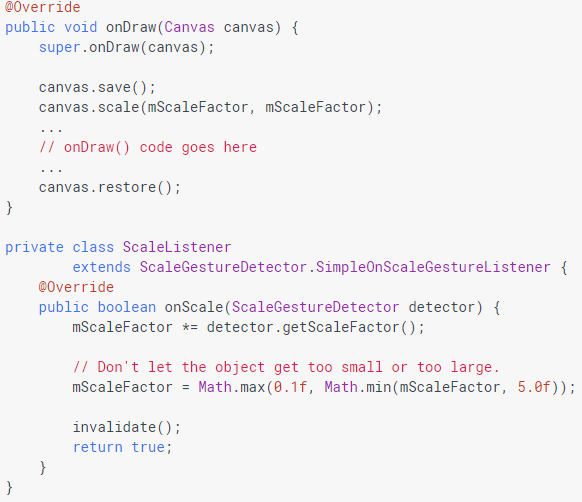 @Override
public void onDraw(Canvas canvas) {
    super.onDraw(canvas);

    canvas.save();
    canvas.scale(mScaleFactor, mScaleFactor);
    ...
    // onDraw() code goes here
    ...
    canvas.restore();
}

private class ScaleListener
        extends ScaleGestureDetector.SimpleOnScaleGestureListener {
    @Override
    public boolean onScale(ScaleGestureDetector detector) {
        mScaleFactor *= detector.getScaleFactor();

        // Don't let the object get too small or too large.
        mScaleFactor = Math.max(0.1f, Math.min(mScaleFactor, 5.0f));

        invalidate();
        return true;
    }
}